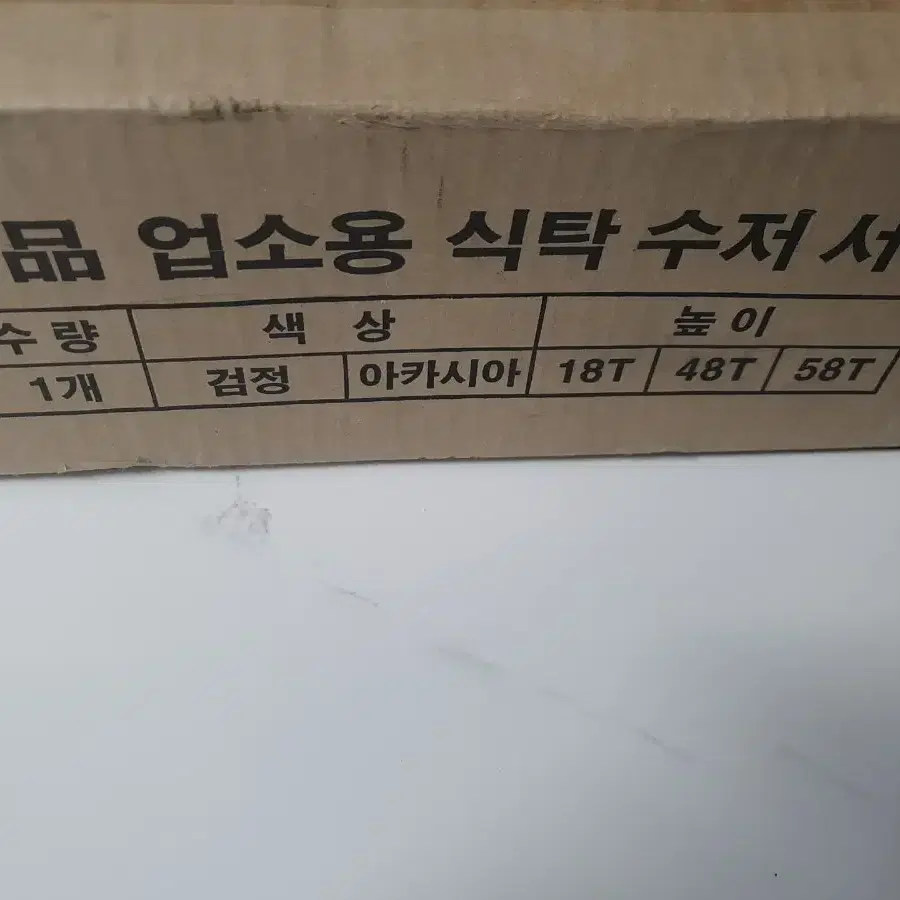 品 업소용 식탁 수저 서
수량 색상 높이
1개 검정 아카시아 18T 48T 58T